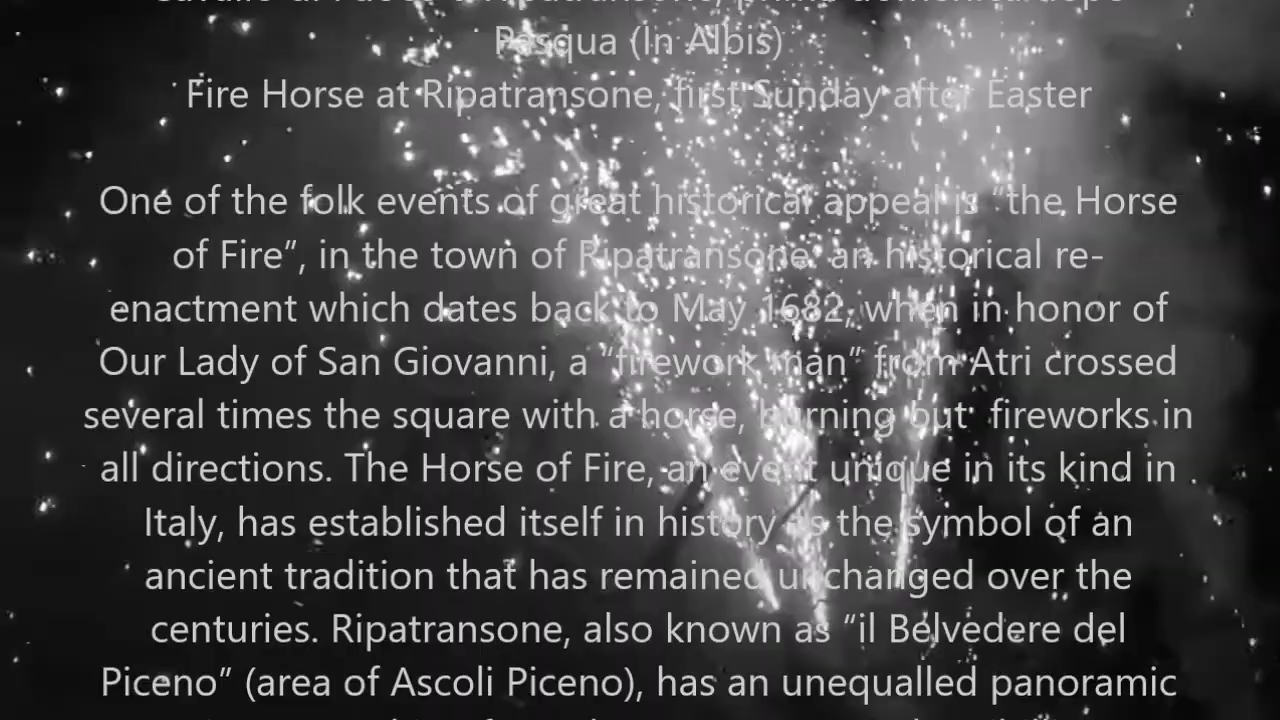 Pasqua (In Albis)
Fire Horse at Ripatransone, first Sunday after Easter
One of the folk events of great historical appeal is “the Horse
of Fire”, in the town of Ripatransone, an historical re-
enactment which dates back to May 1682, when in honor of
Our Lady of San Giovanni, a “firework man” from Atri crossed
several times the square with a horse, burning out fireworks in
all directions. The Horse of Fire, an event unique in its kind in
Italy, has established itself in history as the symbol of an
ancient tradition that has remained unchanged over the
centuries. Ripatransone, also known as “il Belvedere del
Piceno” (area of Ascoli Piceno), has an unequalled panoramic